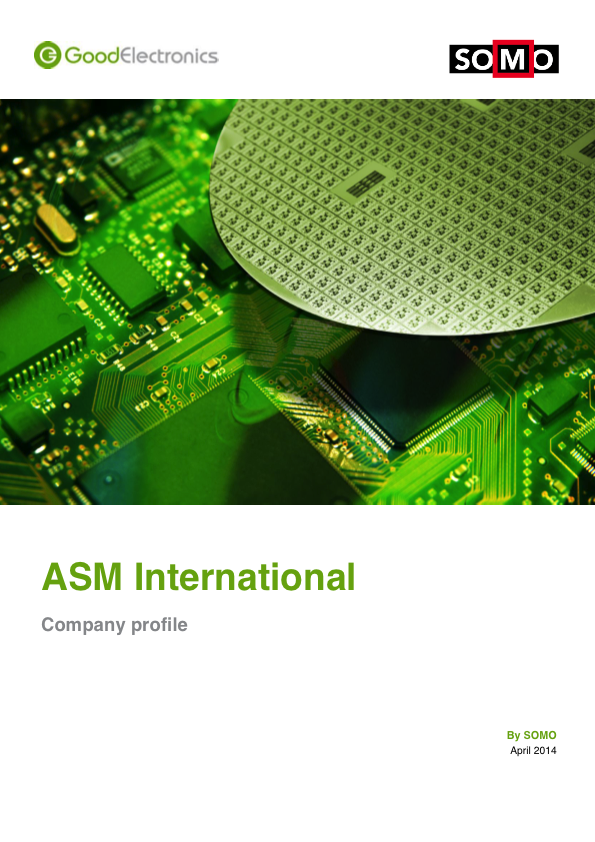 GoodElectronics
SOMO
ASM International
Company profile
By SOMO
April 2014